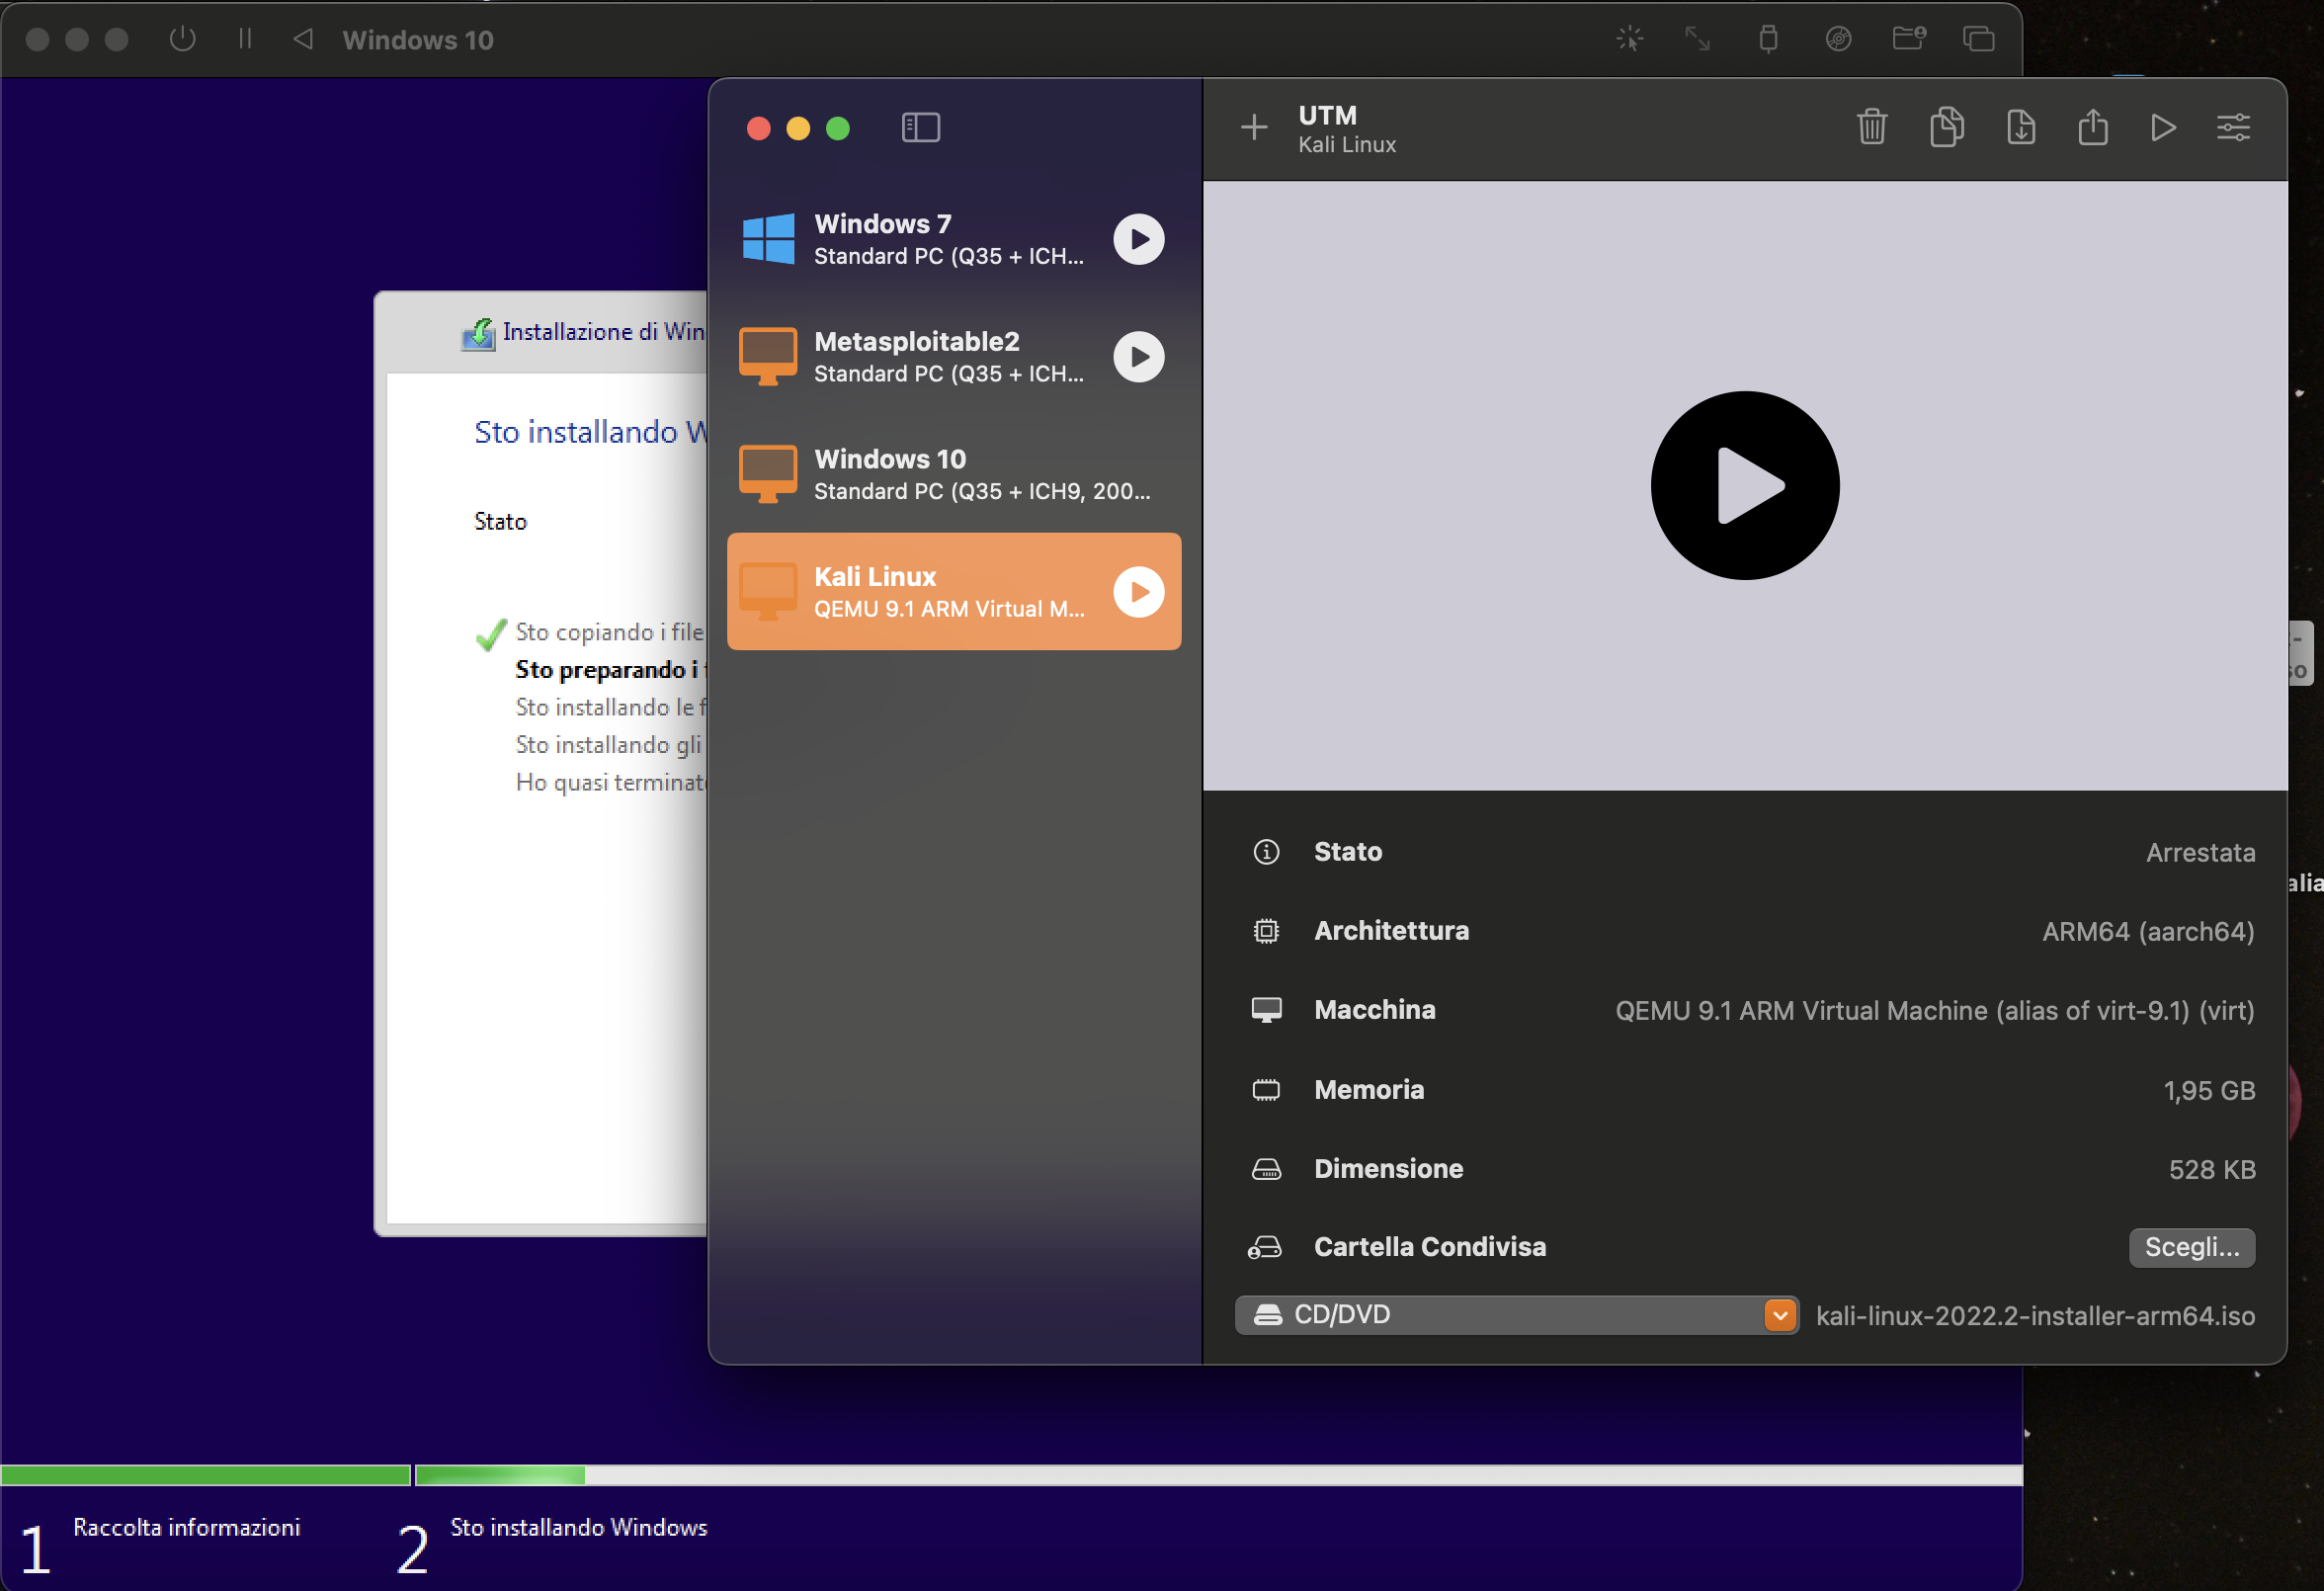 Windows 10
Installazione di Win
Sto installando W
Stato
Sto copiando i file
Sto preparando i f
Sto installando le f
Sto installando gli
Ho quasi terminato
1 Raccolta informazioni
2 Sto installando Windows
UTM
Kali Linux
Windows 7
Standard PC (Q35 + ICH...
Metasploitable2
Standard PC (Q35 + ICH...
Windows 10
Standard PC (Q35 + ICH9, 200...
Kali Linux
QEMU 9.1 ARM Virtual M...
Stato Arrestata
Architettura ARM64 (aarch64)
Macchina QEMU 9.1 ARM Virtual Machine (alias of virt-9.1) (virt)
Memoria 1,95 GB
Dimensione 528 KB
Cartella Condivisa Scegli...
CD/DVD kali-linux-2022.2-installer-arm64.iso
alia